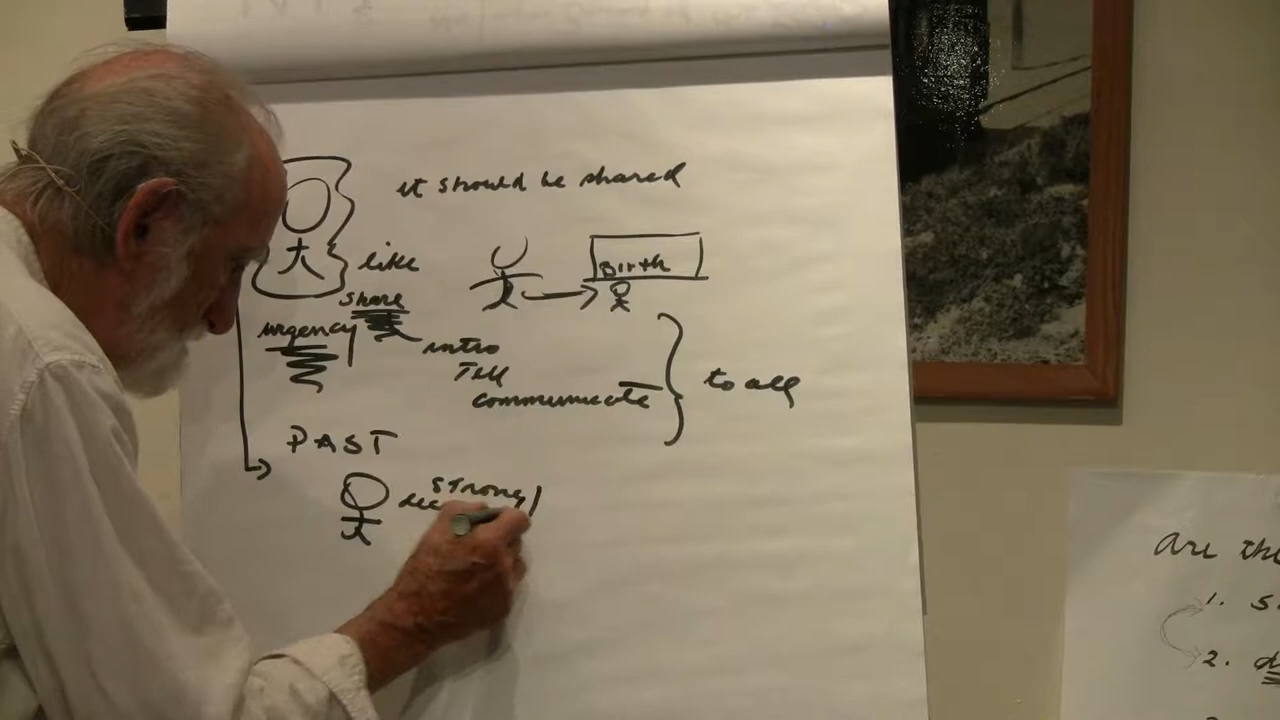 it should be shared
like
Birth
share
urgency
intro
Tell
communicate
to all
PAST
strong
are the
1. S
2. d